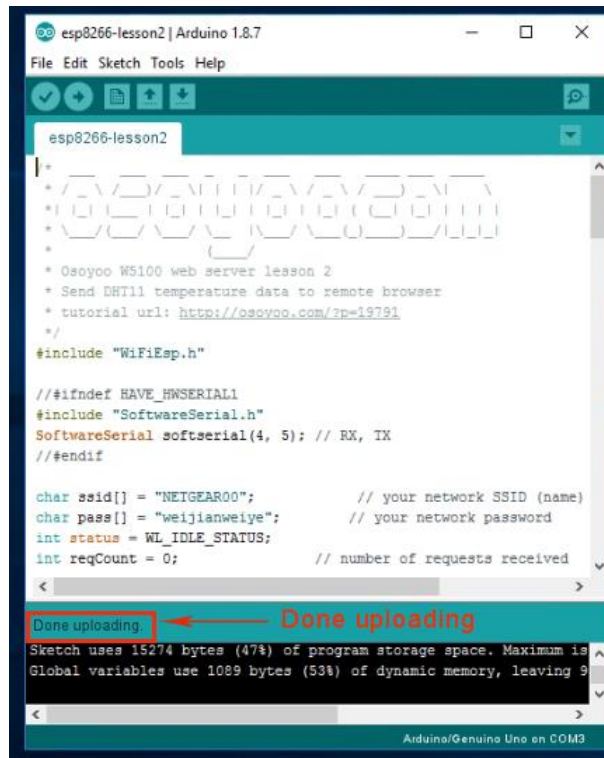 esp8266-lesson2 | Arduino 1.8.7
File Edit Sketch Tools Help
esp8266-lesson2
/*
* Osoyoo W5100 web server lesson 2
* Send DHT11 temperature data to remote browser
* tutorial url: http://osoyoo.com/?p=19791
*/
#include "WiFiEsp.h"
//#ifndef HAVE_HWSERIAL1
#include "SoftwareSerial.h"
SoftwareSerial softserial(4, 5); // RX, TX
//#endif
char ssid[] = "NETGEAR00"; // your network SSID (name)
char pass[] = "weijianweiye"; // your network password
int status = WL_IDLE_STATUS;
int reqCount = 0; // number of requests received
Done uploading. Done uploading
Sketch uses 15274 bytes (47%) of program storage space. Maximum is
Global variables use 1089 bytes (53%) of dynamic memory, leaving 9
Arduino/Genuino Uno on COM3